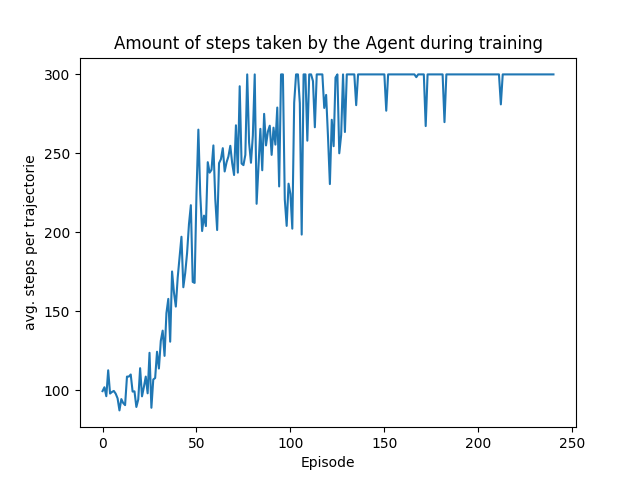 Amount of steps taken by the Agent during training
300
250
200
150
100
avg. steps per trajectorie
0 50 100 150 200 250
Episode